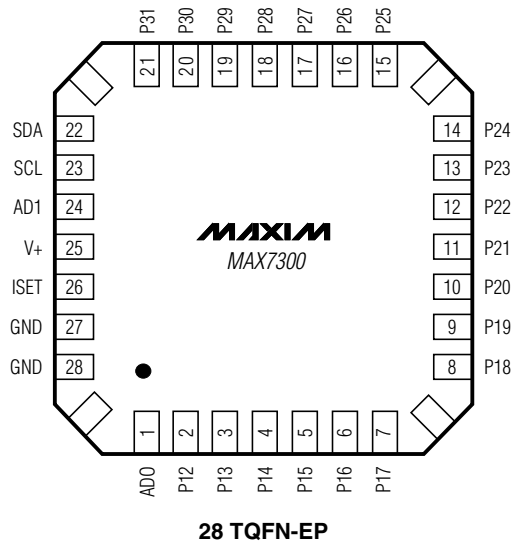 P31 P30 P29 P28 P27 P26 P25
21 20 19 18 17 16 15
SDA 22 14 P24
SCL 23 13 P23
AD1 24 12 P22
V+ 25 11 P21
ISET 26 10 P20
GND 27 9 P19
GND 28 8 P18
MAXIM
MAX7300
1 2 3 4 5 6 7
AD0 P12 P13 P14 P15 P16 P17
28 TQFN-EP